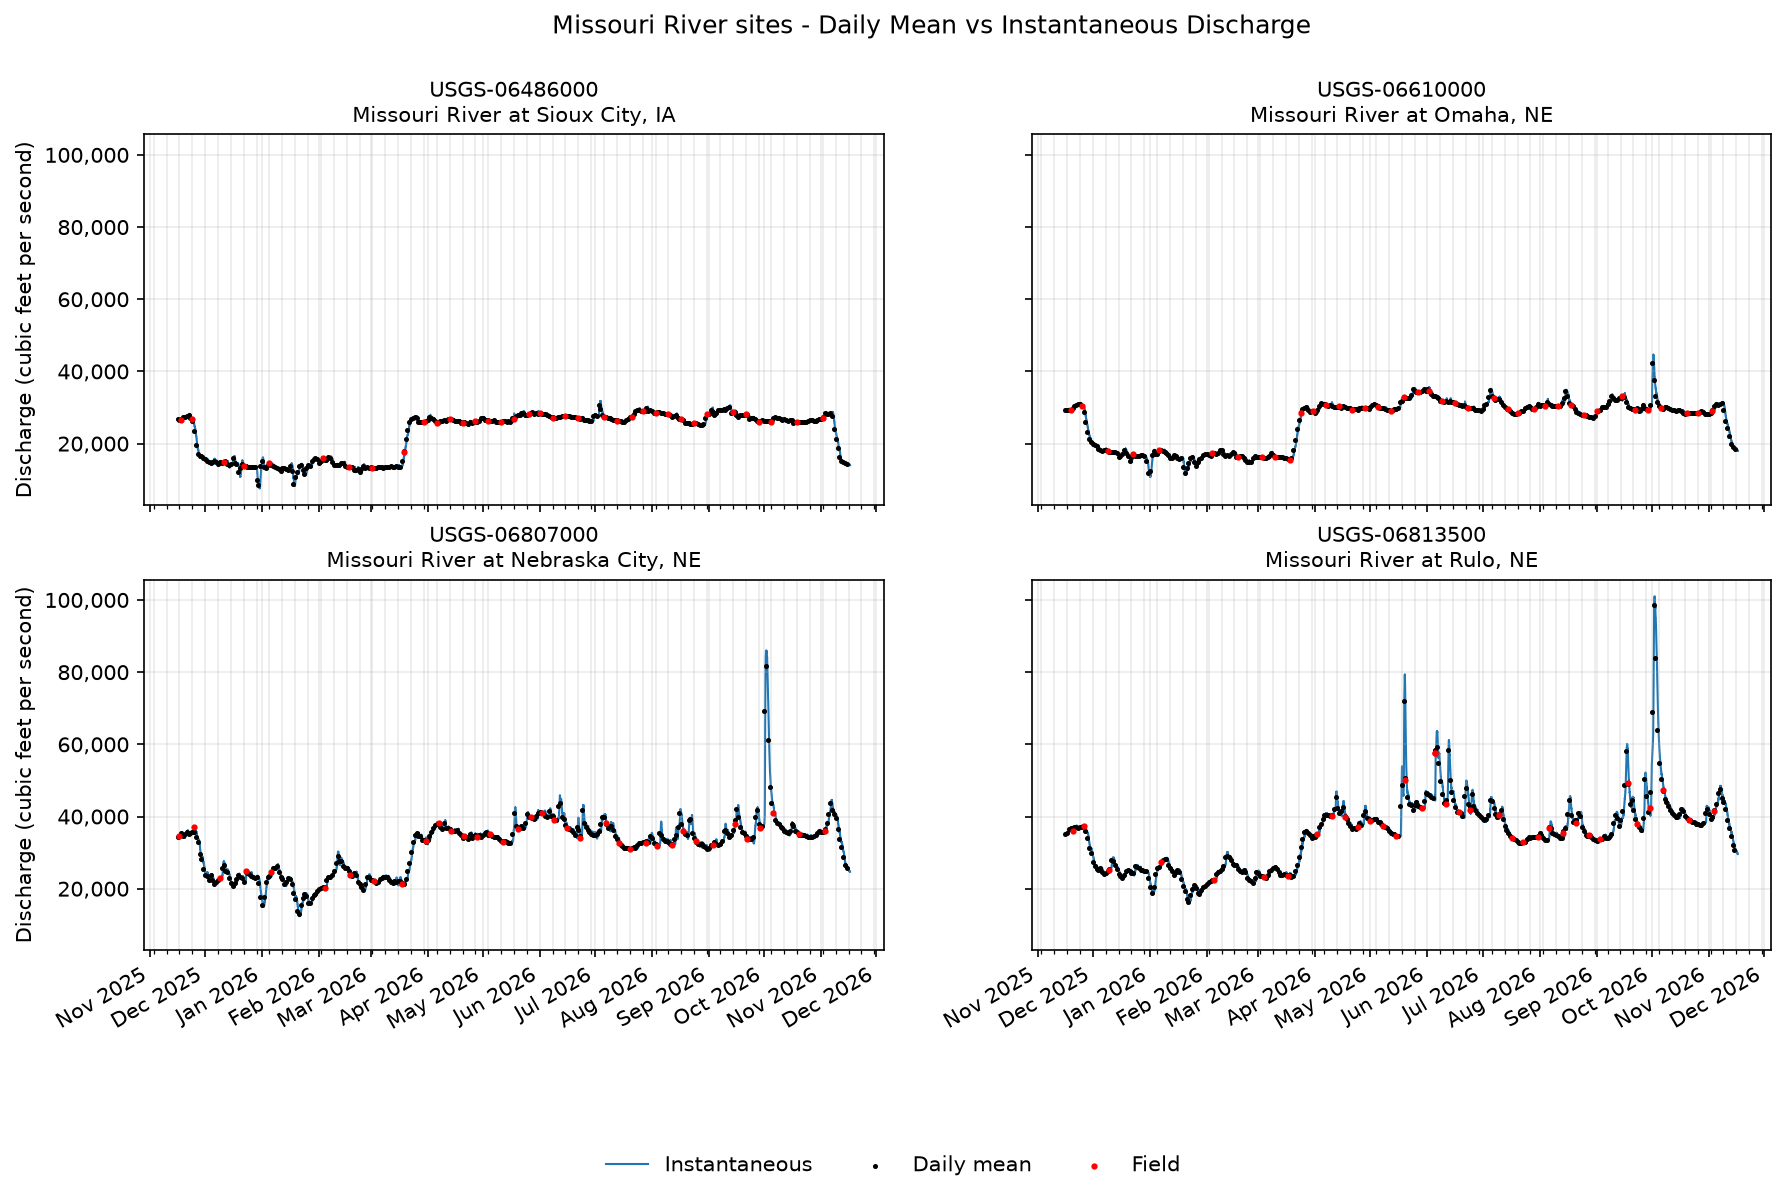 Missouri River sites - Daily Mean vs Instantaneous Discharge
USGS-06486000
Missouri River at Sioux City, IA
USGS-06610000
Missouri River at Omaha, NE
Discharge (cubic feet per second)
100,000
80,000
60,000
40,000
20,000
USGS-06807000
Missouri River at Nebraska City, NE
USGS-06813500
Missouri River at Rulo, NE
Discharge (cubic feet per second)
100,000
80,000
60,000
40,000
20,000
Nov 2025
Dec 2025
Jan 2026
Feb 2026
Mar 2026
Apr 2026
May 2026
Jun 2026
Jul 2026
Aug 2026
Sep 2026
Oct 2026
Nov 2026
Dec 2026
Nov 2025
Dec 2025
Jan 2026
Feb 2026
Mar 2026
Apr 2026
May 2026
Jun 2026
Jul 2026
Aug 2026
Sep 2026
Oct 2026
Nov 2026
Dec 2026
Instantaneous
Daily mean
Field